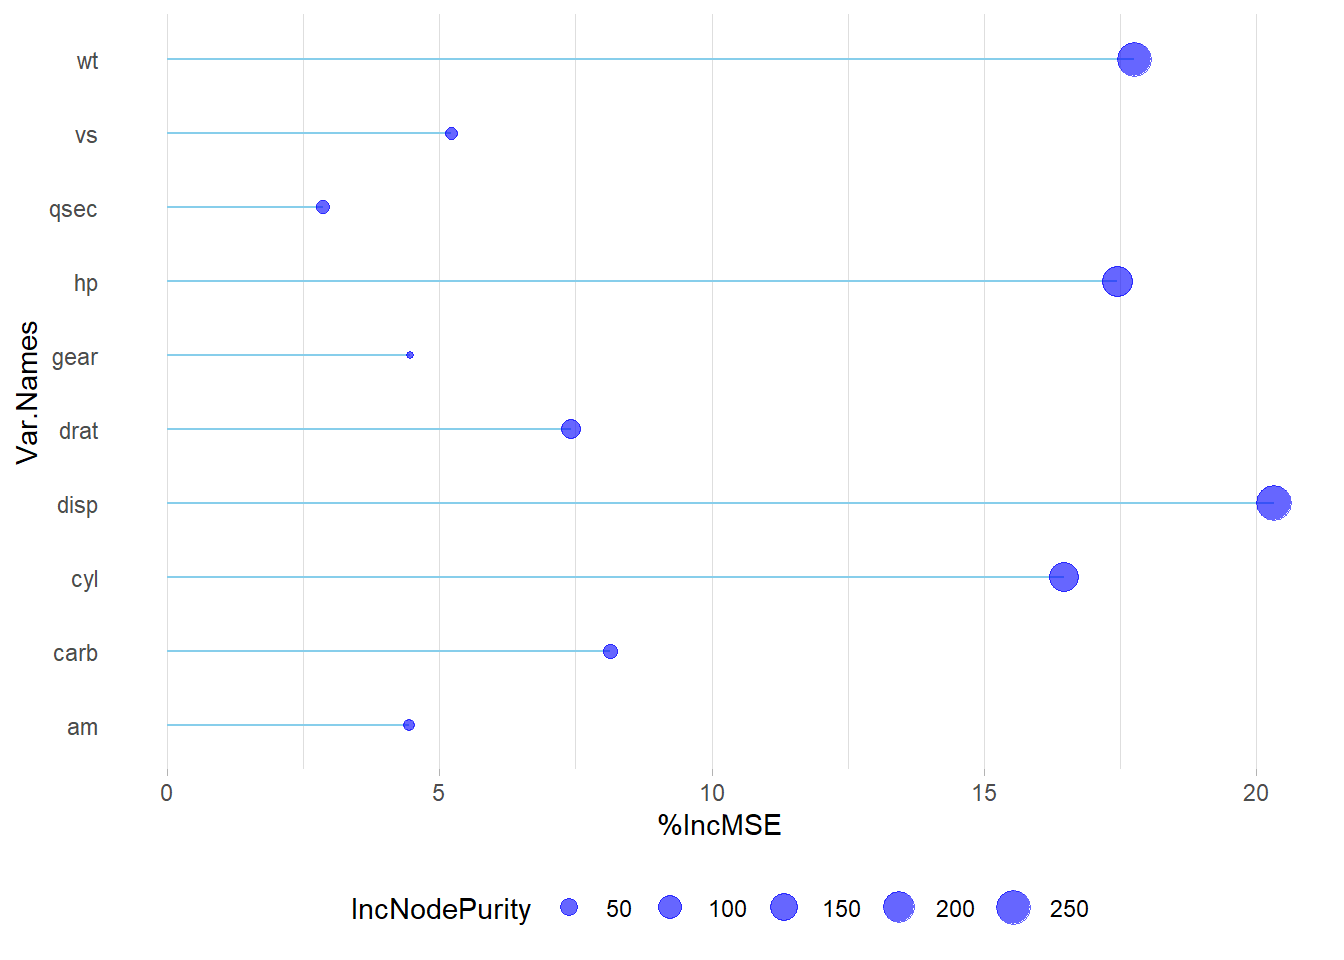 wt
vs
qsec
hp
gear
drat
disp
cyl
carb
am
Var.Names
0 5 10 15 20
%IncMSE
IncNodePurity 50 100 150 200 250